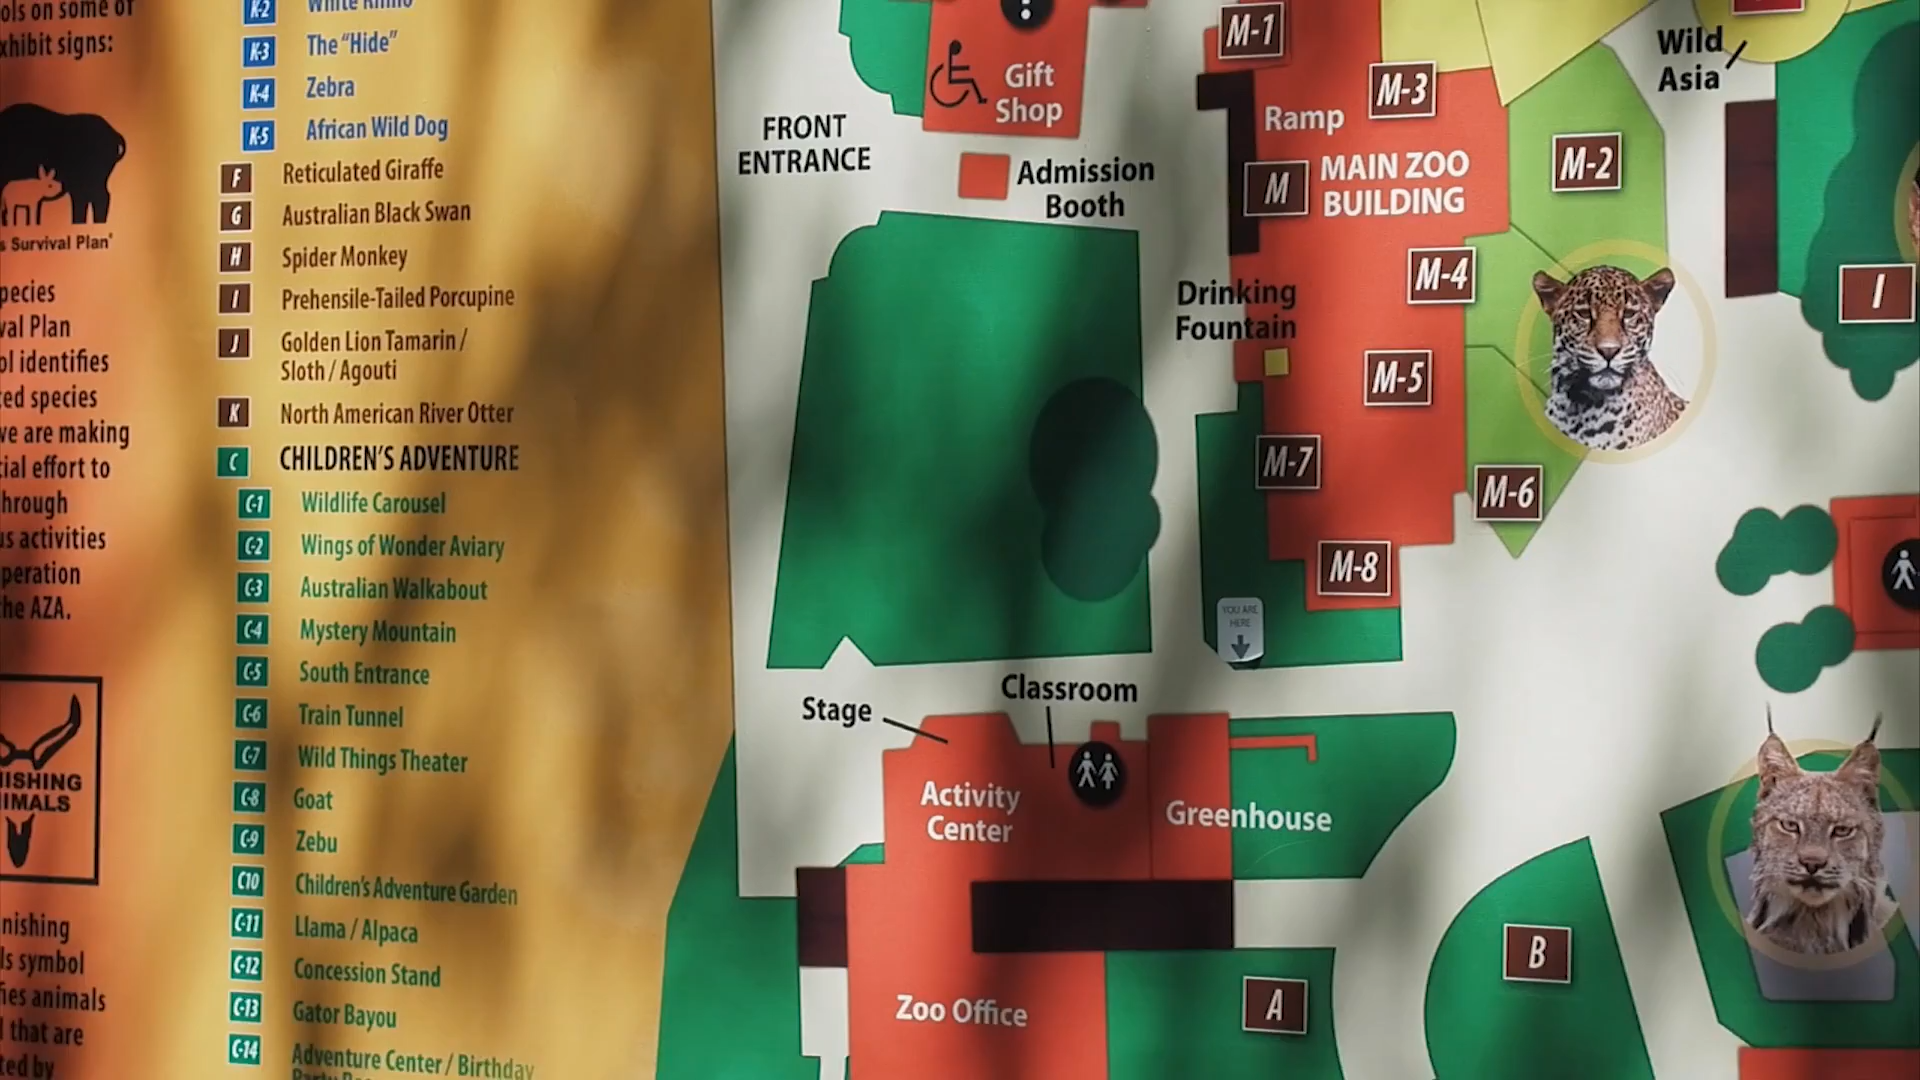 ols on some of
xhibit signs:
s Survival Plan
pecies
val Plan
ol identifies
ted species
we are making
cial effort to
hrough
us activities
peration
he AZA.
NISHING
IMALS
nishing
ls symbol
fies animals
l that are
ted by
K-2 White Rhino
K-3 The “Hide”
K-4 Zebra
K-5 African Wild Dog
F Reticulated Giraffe
G Australian Black Swan
H Spider Monkey
I Prehensile-Tailed Porcupine
J Golden Lion Tamarin /
Sloth / Agouti
K North American River Otter
C CHILDREN'S ADVENTURE
C-1 Wildlife Carousel
C-2 Wings of Wonder Aviary
C-3 Australian Walkabout
C-4 Mystery Mountain
C-5 South Entrance
C-6 Train Tunnel
C-7 Wild Things Theater
C-8 Goat
C-9 Zebu
C10 Children's Adventure Garden
C-11 Llama / Alpaca
C-12 Concession Stand
C-13 Gator Bayou
C-14 Adventure Center / Birthday
Gift
Shop
FRONT
ENTRANCE
Admission
Booth
M-1
Ramp
M-3
M
MAIN ZOO
BUILDING
M-2
Wild
Asia
M-4
I
Drinking
Fountain
M-5
M-7
M-6
M-8
YOU ARE
HERE
Stage
Classroom
Activity
Center
Greenhouse
B
Zoo Office
A